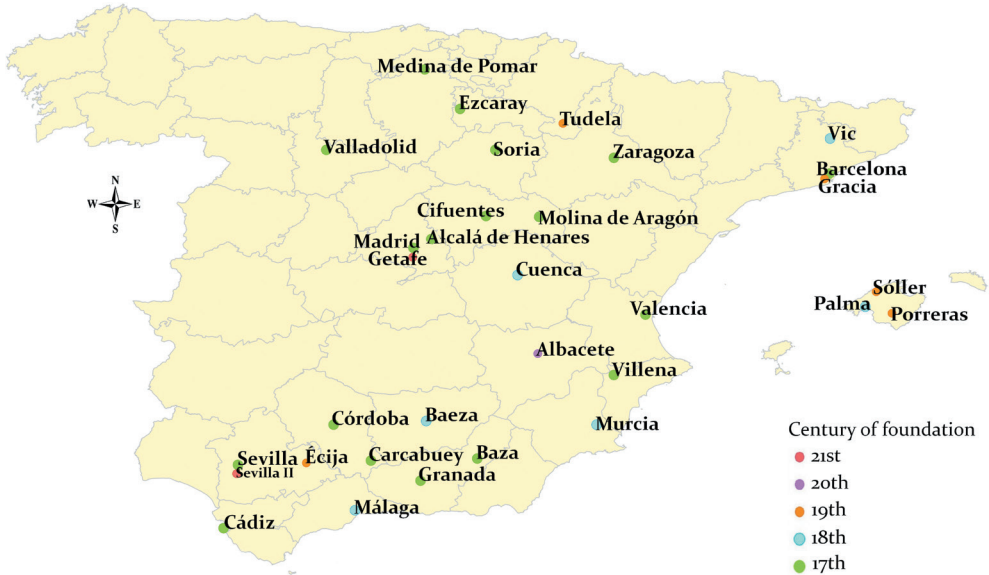 Medina de Pomar
Ezcaray
Tudela
Vic
Valladolid
Soria
Zaragoza
Barcelona
Gracia
N
W E
S
Cifuentes
Molina de Aragón
Madrid
Alcalá de Henares
Getafe
Cuenca
Sóller
Palma
Porreras
Valencia
Albacete
Villena
Córdoba
Baeza
Murcia
Sevilla
Écija
Carcabuey
Baza
Sevilla II
Granada
Málaga
Cádiz
Century of foundation
21st
20th
19th
18th
17th